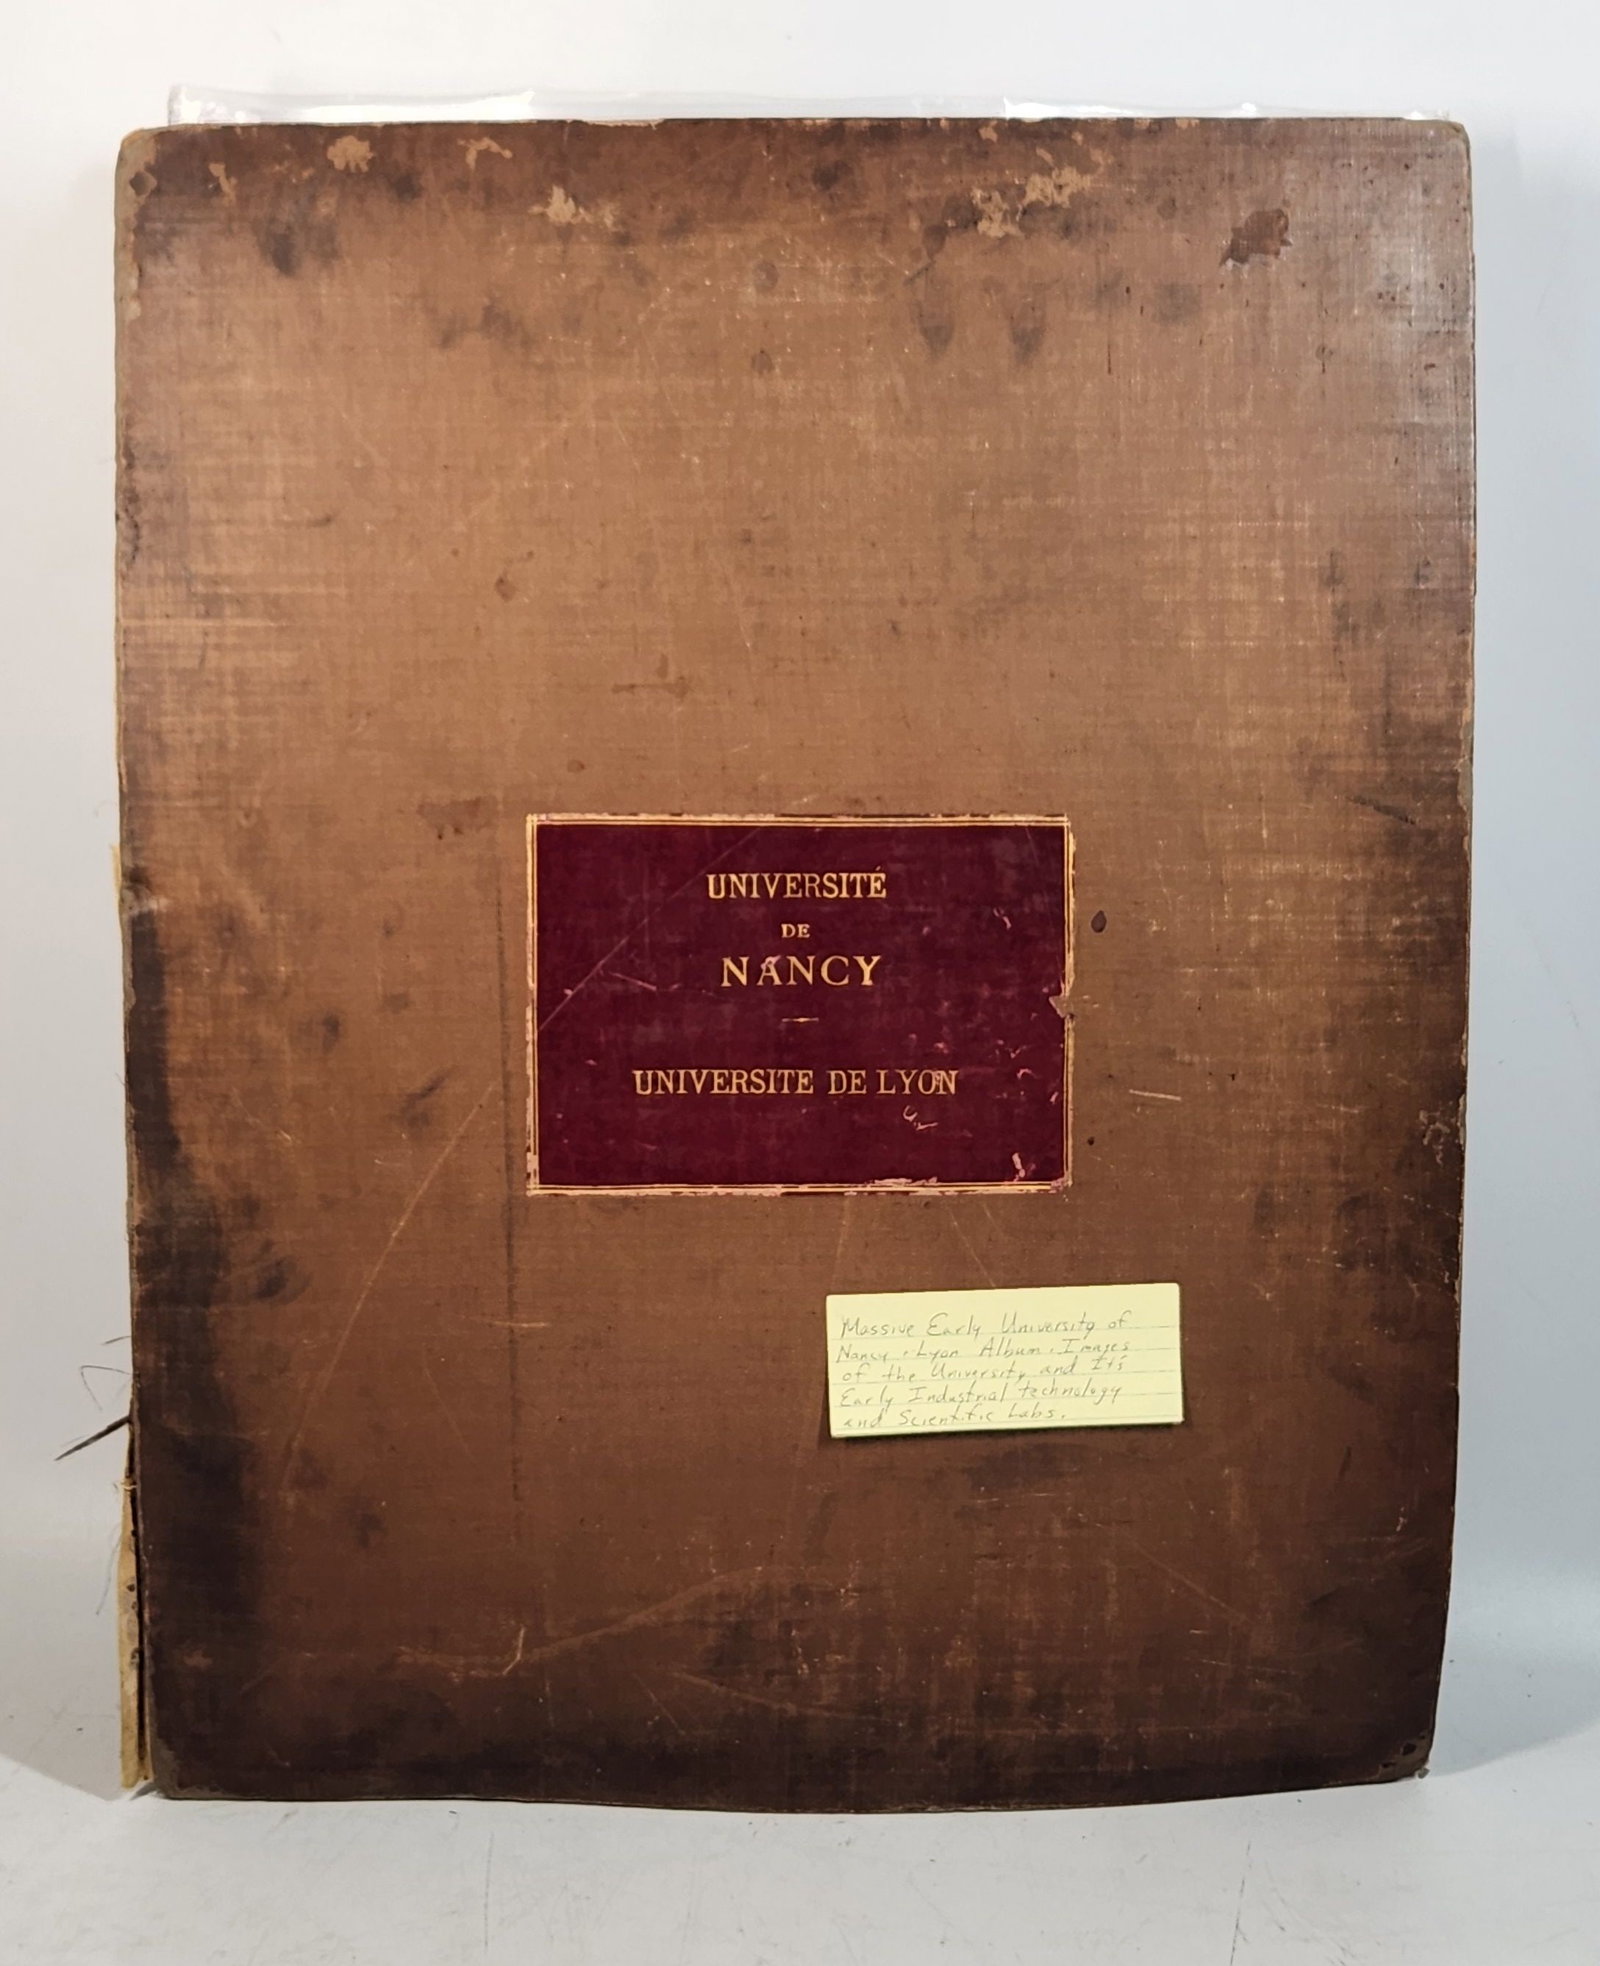 UNIVERSITÉ
DE
NANCY
UNIVERSITE DE LYON
Massive Early University of
Nancy · Lyon Album. Images
of the University and It's
Early Industrial technology
and Scientific Labs.